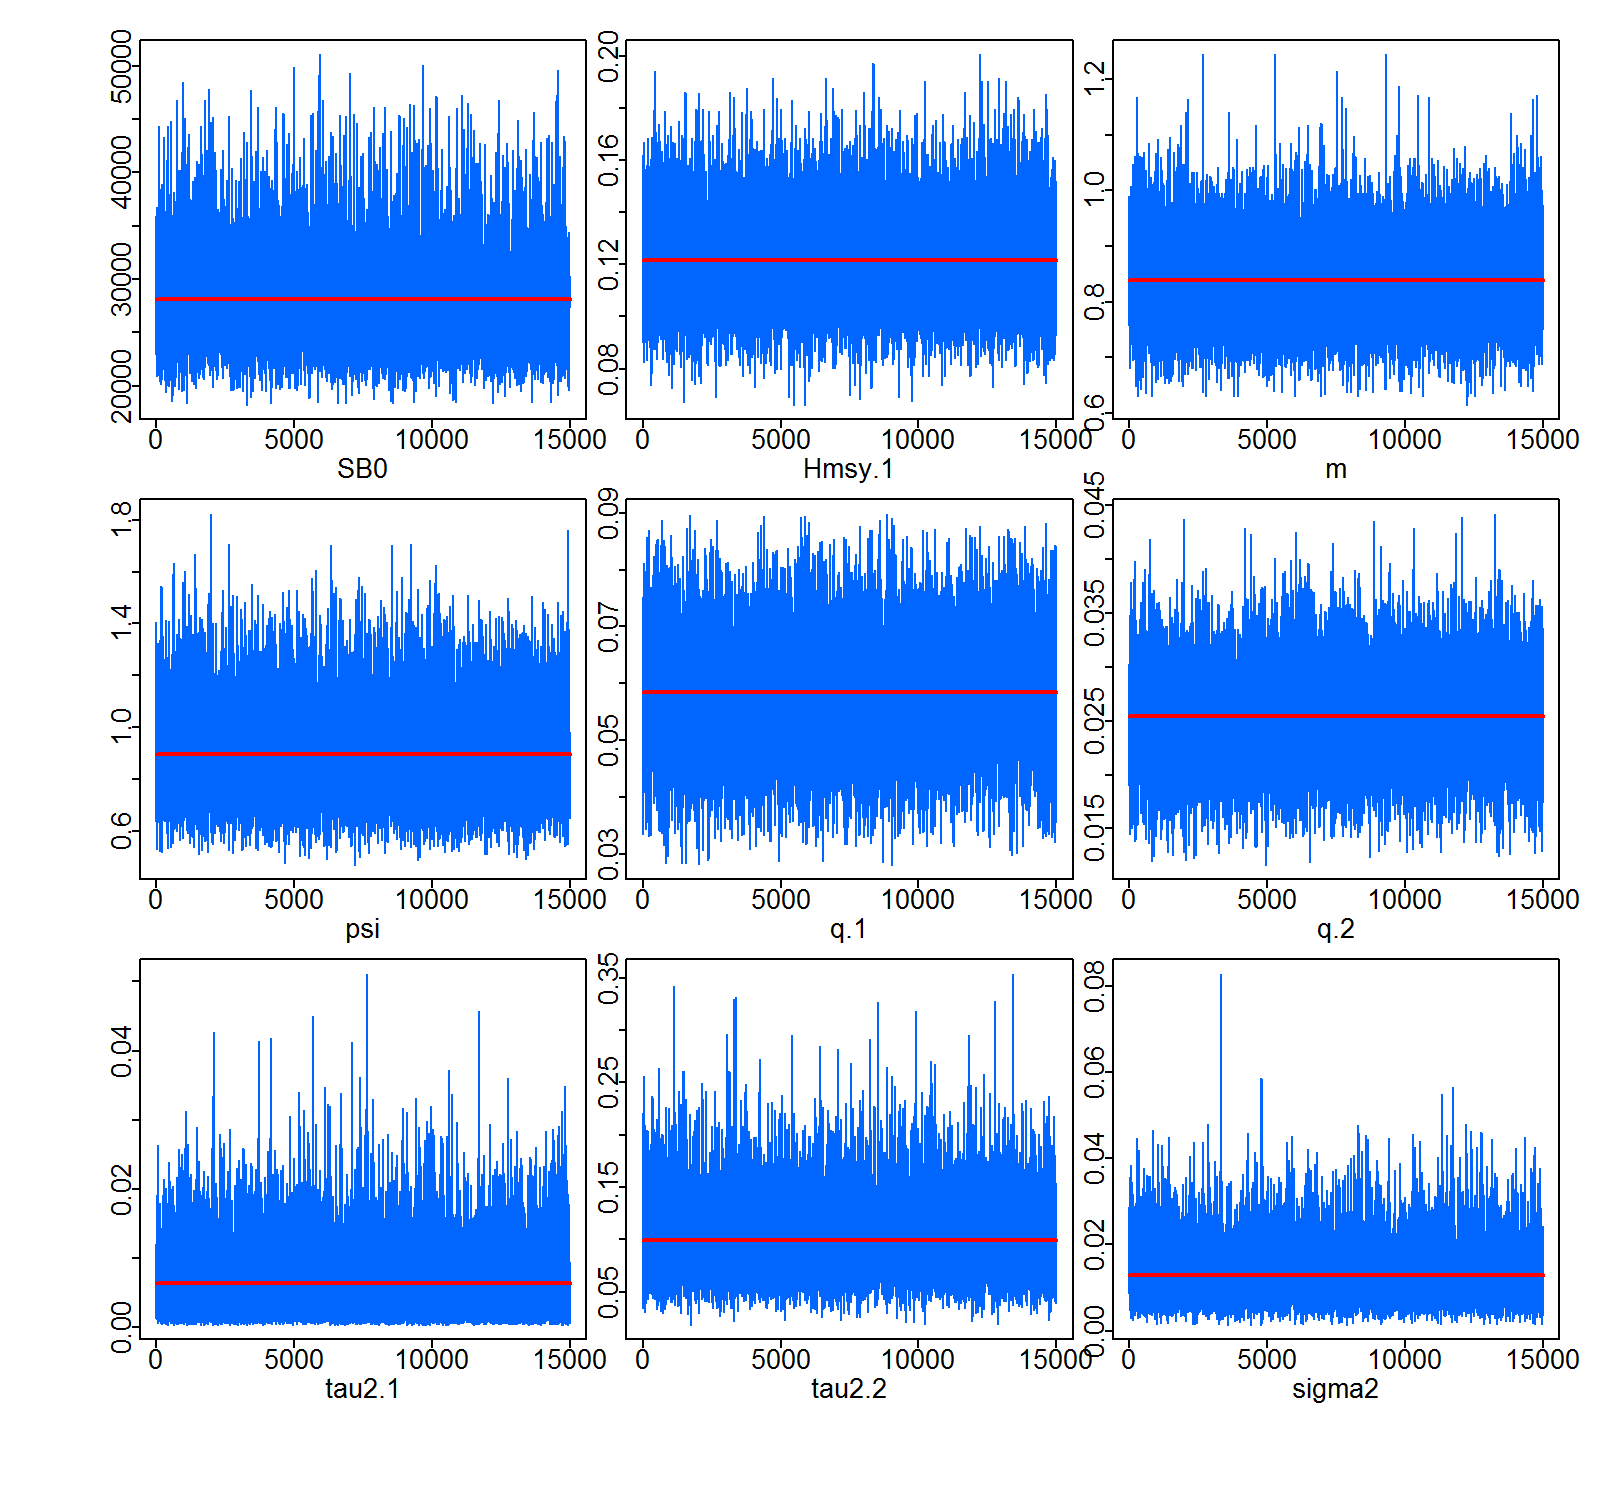 20000 30000 40000 50000
0 5000 10000 15000
SB0
0.08 0.12 0.16 0.20
0 5000 10000 15000
Hmsy.1
0.6 0.8 1.0 1.2
0 5000 10000 15000
m
0.6 1.0 1.4 1.8
0 5000 10000 15000
psi
0.03 0.05 0.07 0.09
0 5000 10000 15000
q.1
0.015 0.025 0.035 0.045
0 5000 10000 15000
q.2
0.00 0.02 0.04
0 5000 10000 15000
tau2.1
0.05 0.15 0.25 0.35
0 5000 10000 15000
tau2.2
0.00 0.02 0.04 0.06 0.08
0 5000 10000 15000
sigma2